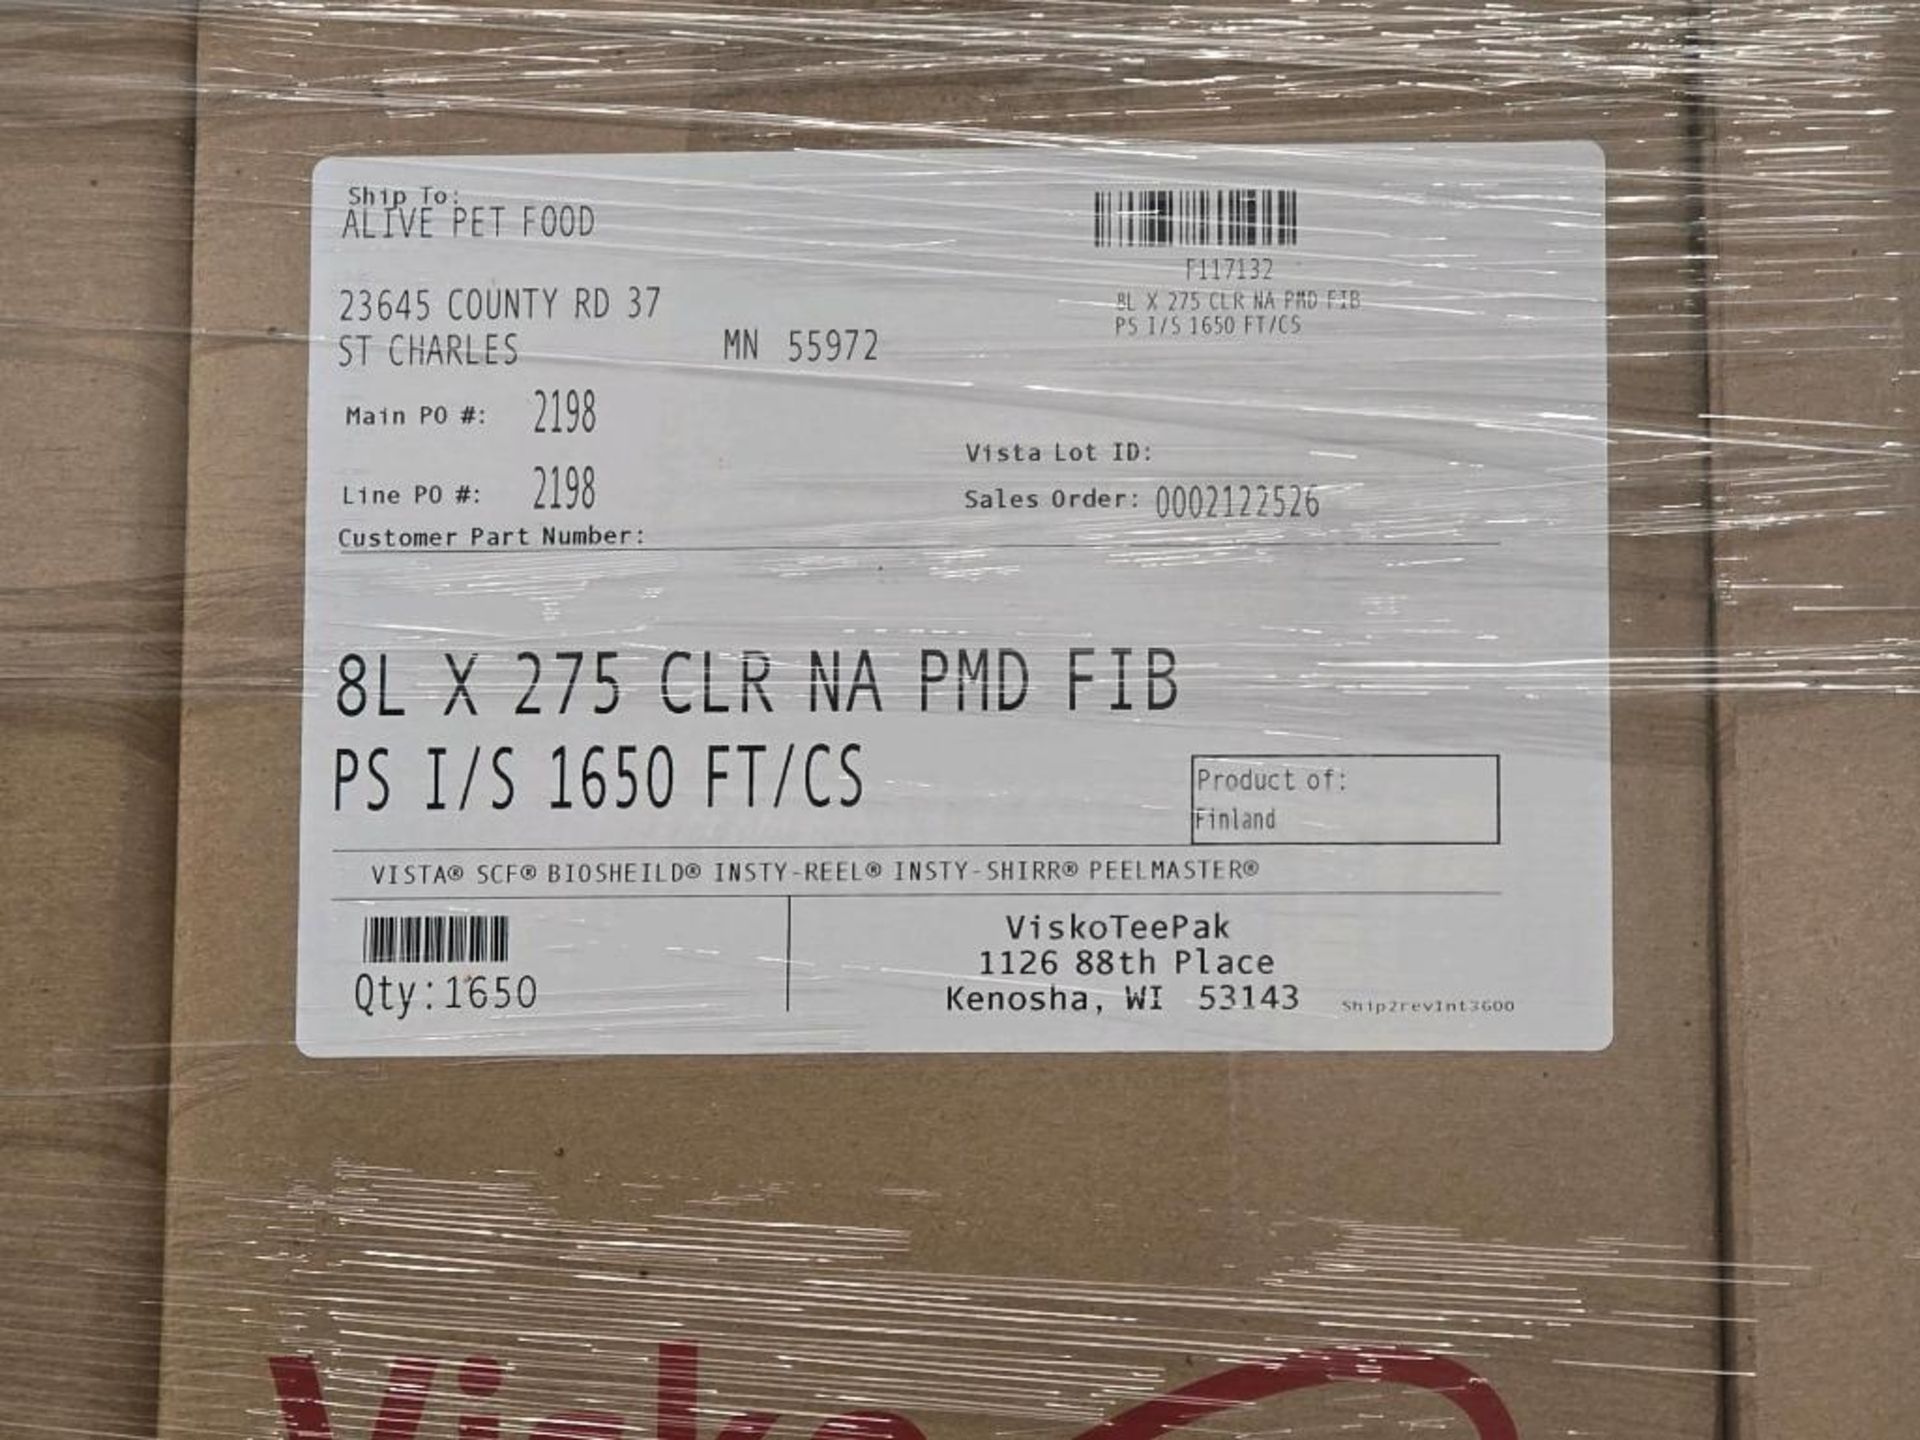 Ship To:
ALIVE PET FOOD
23645 COUNTY RD 37
ST CHARLES MN 55972
F117132
8L X 275 CLR NA PMD FIB
PS I/S 1650 FT/CS
Main PO #: 2198
Line PO #: 2198
Customer Part Number:
Vista Lot ID:
Sales Order: 0002122526
8L X 275 CLR NA PMD FIB
PS I/S 1650 FT/CS
Product of:
Finland
VISTA® SCF® BIOSHEILD® INSTY-REEL® INSTY-SHIRR® PEELMASTER®
Qty:1650
ViskoTeePak
1126 88th Place
Kenosha, WI 53143
Ship2revInt3600
Visko